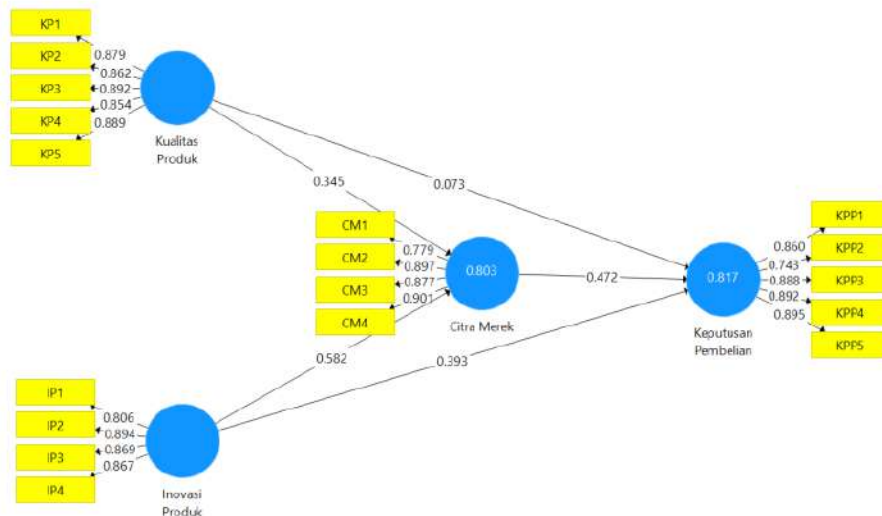 KP1
KP2
KP3
KP4
KP5
0.879
0.862
0.892
0.854
0.889
Kualitas
Produk
0.345
0.073
CM1
CM2
CM3
CM4
0.779
0.897
0.877
0.901
0.803
Citra Merek
0.472
KPP1
KPP2
KPP3
KPP4
KPP5
0.860
0.743
0.888
0.892
0.895
0.817
Keputusan
Pembelian
0.582
0.393
IP1
IP2
IP3
IP4
0.806
0.894
0.869
0.867
Inovasi
Produk